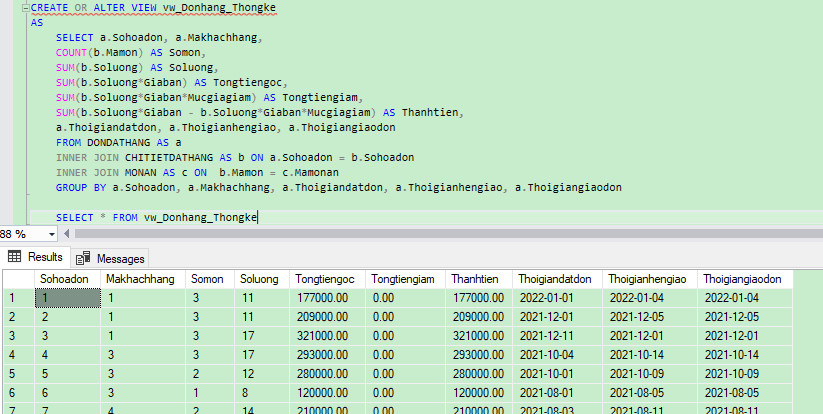 CREATE OR ALTER VIEW vw_Donhang_Thongke
AS
SELECT a.Sohoadon, a.Makhachhang,
COUNT(b.Mamon) AS Somon,
SUM(b.Soluong) AS Soluong,
SUM(b.Soluong*Giaban) AS Tongtiengoc,
SUM(b.Soluong*Giaban*Mucgiagiam) AS Tongtiengiam,
SUM(b.Soluong*Giaban - b.Soluong*Giaban*Mucgiagiam) AS Thanhtien,
a.Thoigiandatdon, a.Thoigianhengiao, a.Thoigiangiaodon
FROM DONDATHANG AS a
INNER JOIN CHITIETDATHANG AS b ON a.Sohoadon = b.Sohoadon
INNER JOIN MONAN AS c ON b.Mamon = c.Mamonan
GROUP BY a.Sohoadon, a.Makhachhang, a.Thoigiandatdon, a.Thoigianhengiao, a.Thoigiangiaodon
SELECT * FROM vw_Donhang_Thongke
88 %
Results Messages
Sohoadon Makhachhang Somon Soluong Tongtiengoc Tongtiengiam Thanhtien Thoigiandatdon Thoigianhengiao Thoigiangiaodon
1 1 1 3 11 177000.00 0.00 177000.00 2022-01-01 2022-01-04 2022-01-04
2 2 1 3 11 209000.00 0.00 209000.00 2021-12-01 2021-12-05 2021-12-05
3 3 1 3 17 321000.00 0.00 321000.00 2021-12-11 2021-12-01 2021-12-01
4 4 3 3 17 293000.00 0.00 293000.00 2021-10-04 2021-10-14 2021-10-14
5 5 3 2 12 280000.00 0.00 280000.00 2021-10-01 2021-10-09 2021-10-09
6 6 3 1 8 120000.00 0.00 120000.00 2021-08-01 2021-08-05 2021-08-05
7 7 4 2 14 210000.00 0.00 210000.00 2021-08-03 2021-08-11 2021-08-11